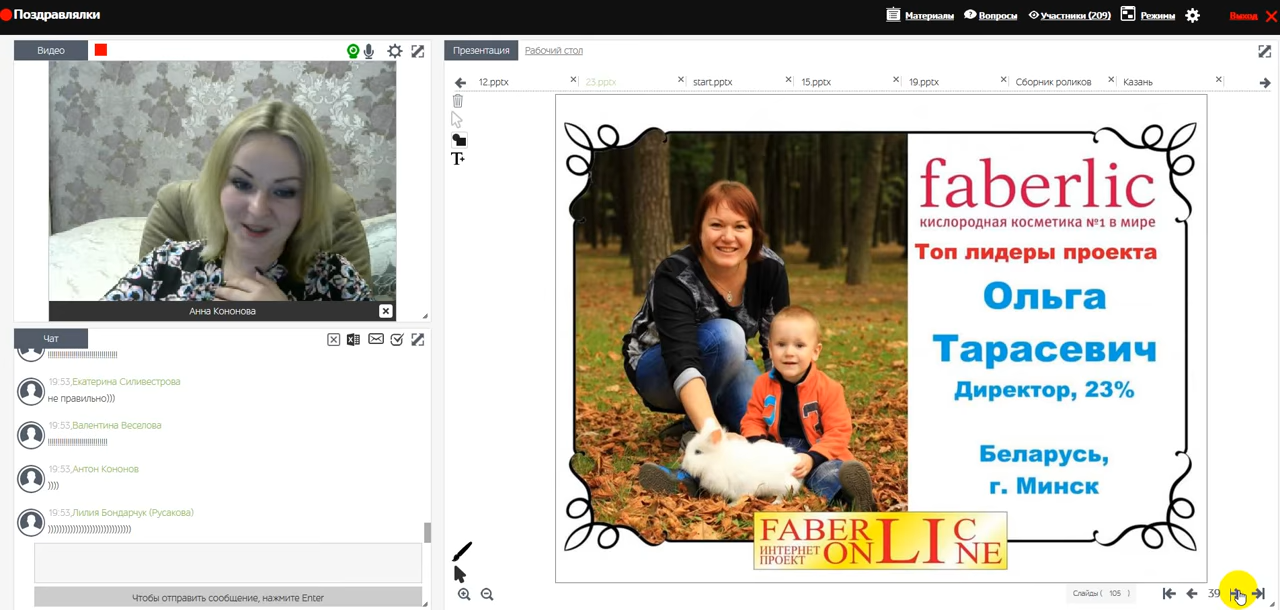 Поздравлялки
Материалы
Вопросы
Участники (209)
Режимы
Выход
Видео
Анна Кононова
Чат
!!!!!!!!!!!!!!!!!!!!!!!!!!!!!!
19:53,Екатерина Силивестрова
не правильно)))
19:53,Валентина Веселова
!!!!!!!!!!!!!!!!!!!!!!!!!!
19:53,Антон Кононов
))))
19:53,Лилия Бондарчук (Русакова)
))))))))))))))))))))))))))))))
Чтобы отправить сообщение, нажмите Enter
Презентация
Рабочий стол
12.pptx
23.pptx
start.pptx
15.pptx
19.pptx
Сборник роликов
Казань
faberlic
кислородная косметика №1 в мире
Топ лидеры проекта
Ольга
Тарасевич
Директор, 23%
Беларусь,
г. Минск
FABERLIC
ИНТЕРНЕТ
ПРОЕКТ
ONLINE
Слайды ( 105 )
39